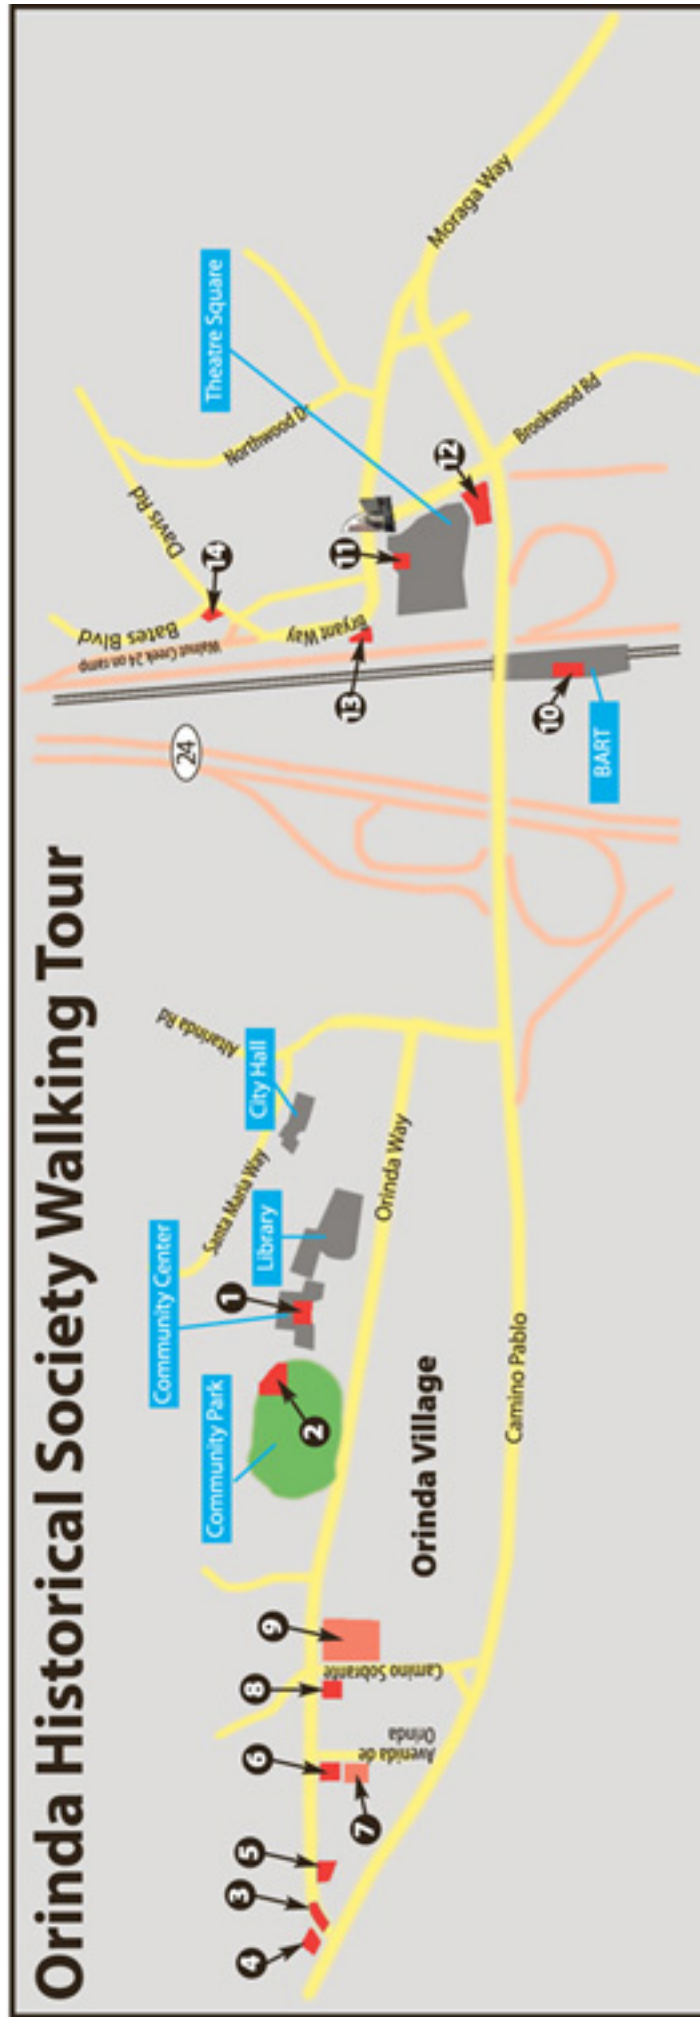 Orinda Historical Society Walking Tour
Altarinda Rd
24
Walnut Creek 24 on ramp
Bates Blvd
Davis Rd
14
Northwood Dr
Theatre Square
Community Center
Santa Maria Way
City Hall
Community Park
Library
1
2
Bryant Way
13
11
12
Moraga Way
4
3
5
6
7
8
9
Avenida de
Orinda
Camino Sobrante
Orinda Way
Orinda Village
Camino Pablo
Brookwood Rd
10
BART